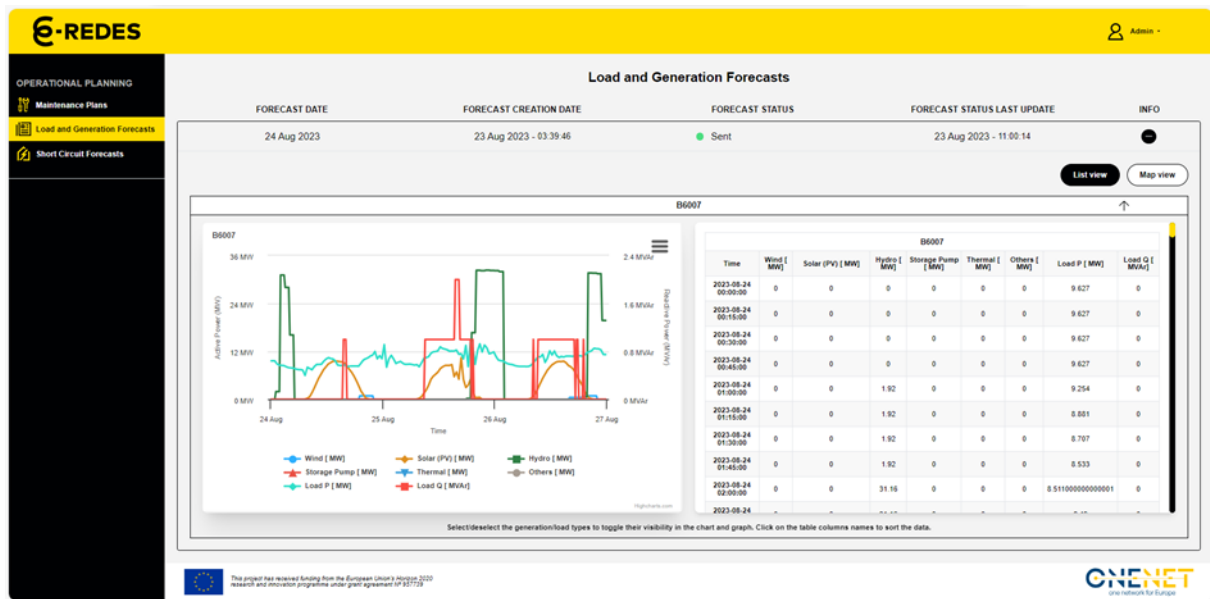 E-REDES
Admin
OPERATIONAL PLANNING
Maintenance Plans
Load and Generation Forecasts
Short Circuit Forecasts
Load and Generation Forecasts
FORECAST DATE FORECAST CREATION DATE FORECAST STATUS FORECAST STATUS LAST UPDATE INFO
24 Aug 2023 23 Aug 2023 - 03:39:46 Sent 23 Aug 2023 - 11:00:14
List view Map view
B6007
B6007
36 MW 2.4 MVAr
24 MW 1.6 MVAr
12 MW 0.8 MVAr
0 MW 0 MVAr
Active Power (MW)
Reactive Power (MVAr)
24 Aug 25 Aug 26 Aug 27 Aug
Time
Wind [ MW] Solar (PV) [ MW] Hydro [ MW]
Storage Pump [ MW] Thermal [ MW] Others [ MW]
Load P [ MW] Load Q [ MVAr]
Highcharts.com
B6007
Time Wind [ MW] Solar (PV) [ MW] Hydro [ MW] Storage Pump [ MW] Thermal [ MW] Others [ MW] Load P [ MW] Load Q [ MVAr]
2023-08-24 00:00:00 0 0 0 0 0 0 9.627 0
2023-08-24 00:15:00 0 0 0 0 0 0 9.627 0
2023-08-24 00:30:00 0 0 0 0 0 0 9.627 0
2023-08-24 00:45:00 0 0 0 0 0 0 9.627 0
2023-08-24 01:00:00 0 0 1.92 0 0 0 9.254 0
2023-08-24 01:15:00 0 0 1.92 0 0 0 8.881 0
2023-08-24 01:30:00 0 0 1.92 0 0 0 8.707 0
2023-08-24 01:45:00 0 0 1.92 0 0 0 8.533 0
2023-08-24 02:00:00 0 0 31.16 0 0 0 8.511000000000001 0
2023-08-24
Select/deselect the generation/load types to toggle their visibility in the chart and graph. Click on the table columns names to sort the data.
This project has received funding from the European Union's Horizon 2020
research and innovation programme under grant agreement Nº 957739
ONENET
one network for Europe